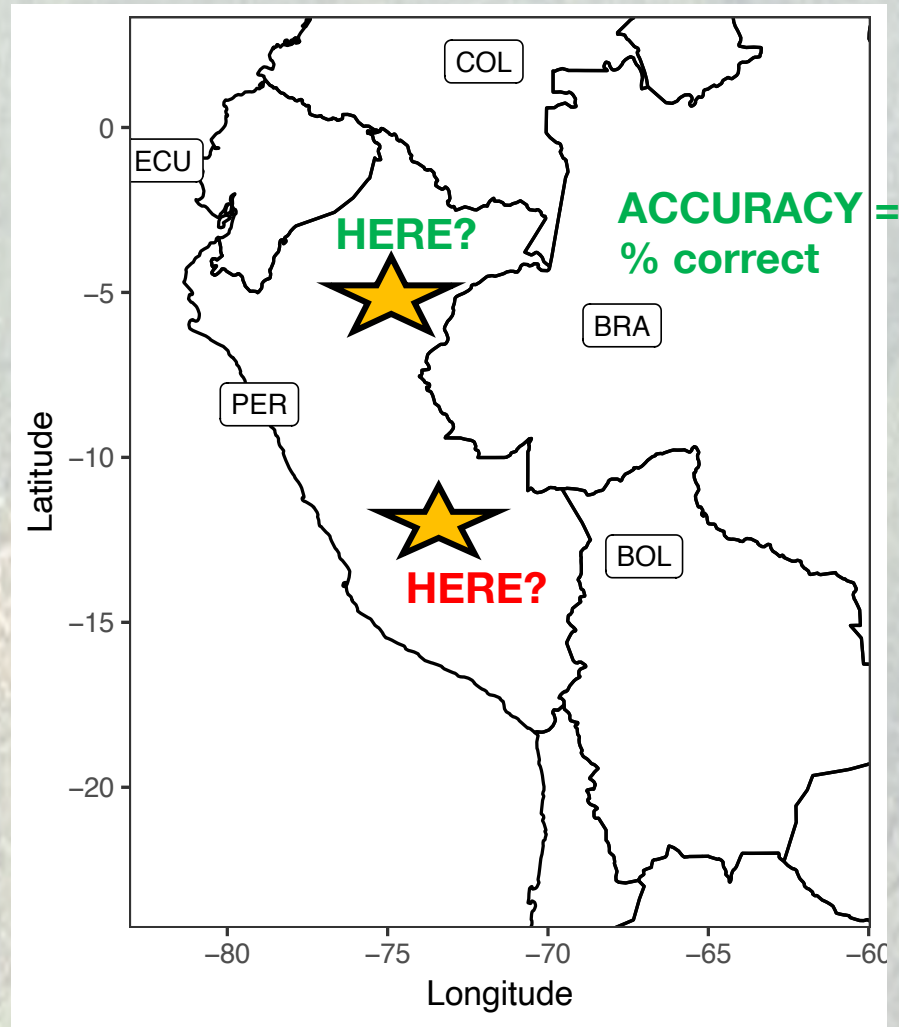 COL
0
ECU
ACCURACY =
HERE?
% correct
−5
BRA
PER
Latitude
−10
BOL
HERE?
−15
−20
−80
−75
−70
−65
−60
Longitude